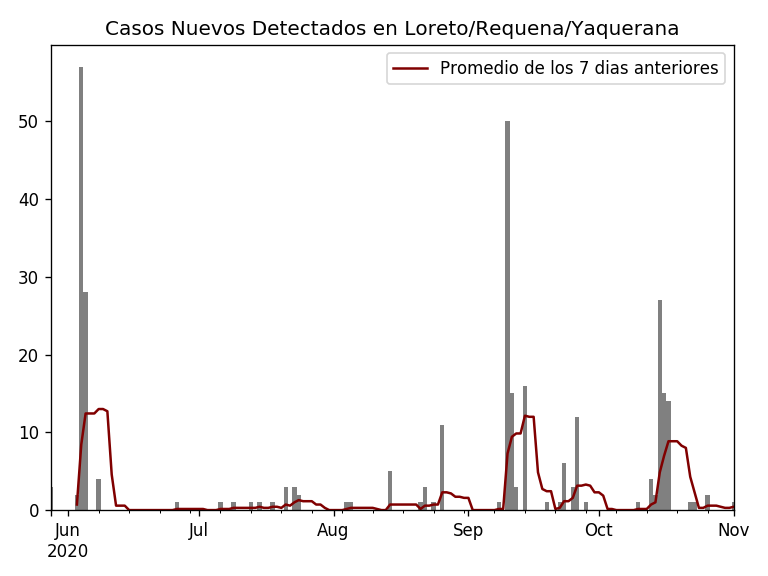 Casos Nuevos Detectados en Loreto/Requena/Yaquerana
Promedio de los 7 dias anteriores
50
40
30
20
10
0
Jun Jul Aug Sep Oct Nov
2020